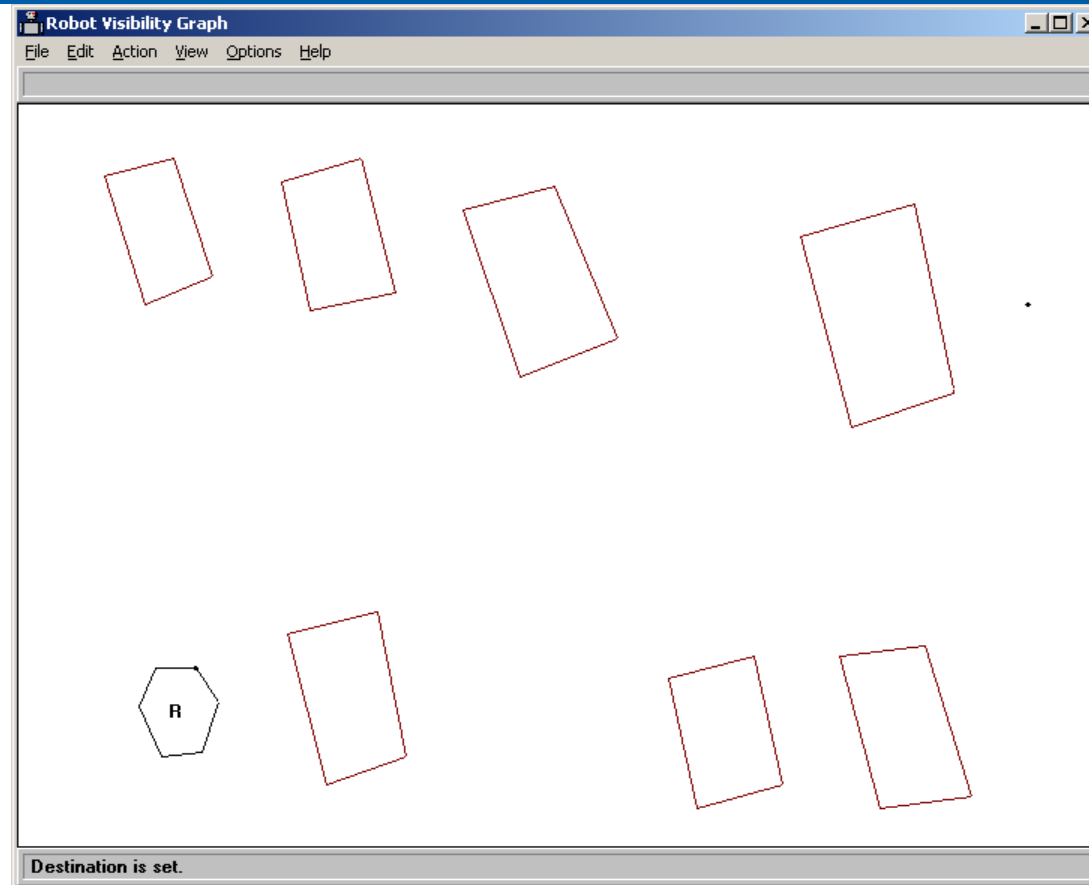 Robot Visibility Graph
File Edit Action View Options Help
R
Destination is set.